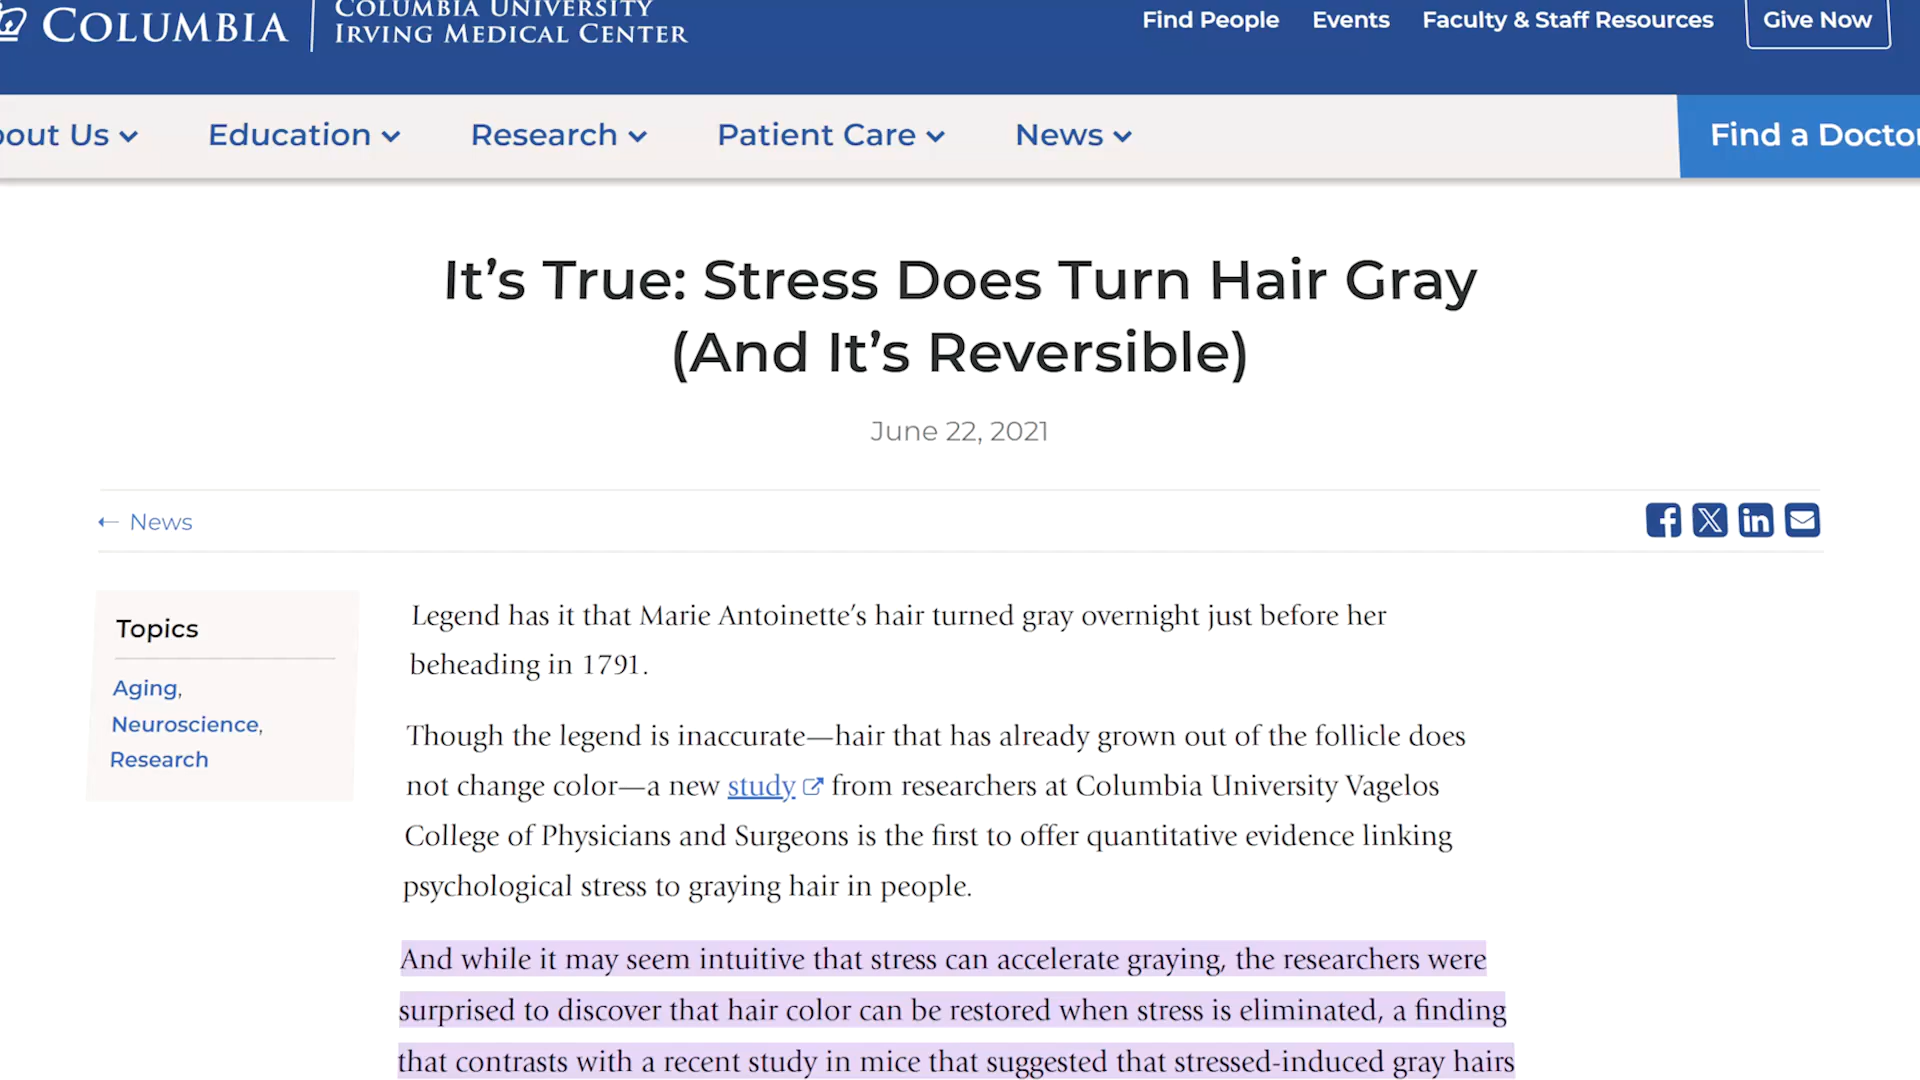 COLUMBIA
COLUMBIA UNIVERSITY
IRVING MEDICAL CENTER
Find People
Events
Faculty & Staff Resources
Give Now
out Us
Education
Research
Patient Care
News
Find a Doctor
It’s True: Stress Does Turn Hair Gray
(And It’s Reversible)
June 22, 2021
← News
Topics
Aging,
Neuroscience,
Research
Legend has it that Marie Antoinette’s hair turned gray overnight just before her
beheading in 1791.
Though the legend is inaccurate—hair that has already grown out of the follicle does
not change color—a new study from researchers at Columbia University Vagelos
College of Physicians and Surgeons is the first to offer quantitative evidence linking
psychological stress to graying hair in people.
And while it may seem intuitive that stress can accelerate graying, the researchers were
surprised to discover that hair color can be restored when stress is eliminated, a finding
that contrasts with a recent study in mice that suggested that stressed-induced gray hairs